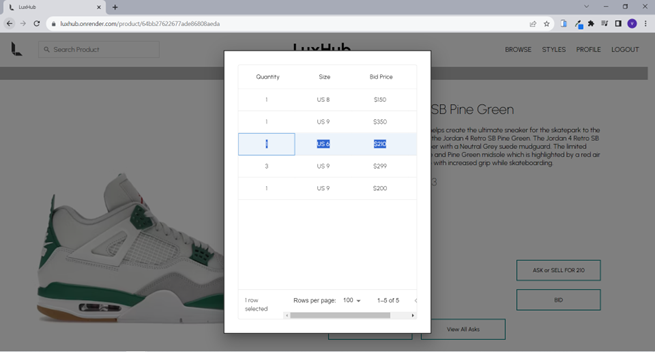 LuxHub
luxhub.onrender.com/product/64bb27622677ade86808aeda
Search Product
LuxHub
BROWSE STYLES PROFILE LOGOUT
Quantity Size Bid Price
1 US 8 $150
1 US 9 $350
US 6 $210
3 US 9 $299
1 US 9 $200
1 row
selected
Rows per page: 100 1–5 of 5
SB Pine Green
helps create the ultimate sneaker for the skatepark to the
the Jordan 4 Retro SB Pine Green. The Jordan 4 Retro SB
er with a Neutral Grey suede mudguard. The limited
and Pine Green midsole which is highlighted by a red air
with increased grip while skateboarding
3
ASK or SELL FOR 210
BID
View All Asks